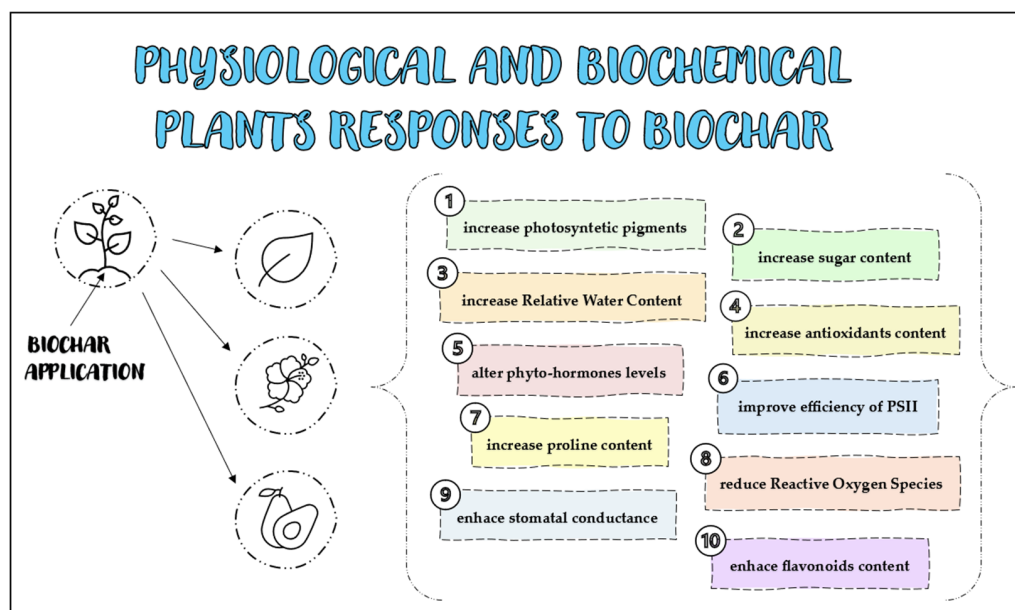 PHYSIOLOGICAL AND BIOCHEMICAL
PLANTS RESPONSES TO BIOCHAR
BIOCHAR
APPLICATION
1
increase photosyntetic pigments
2
increase sugar content
3
increase Relative Water Content
4
increase antioxidants content
5
alter phyto-hormones levels
6
improve efficiency of PSII
7
increase proline content
8
reduce Reactive Oxygen Species
9
enhace stomatal conductance
10
enhace flavonoids content